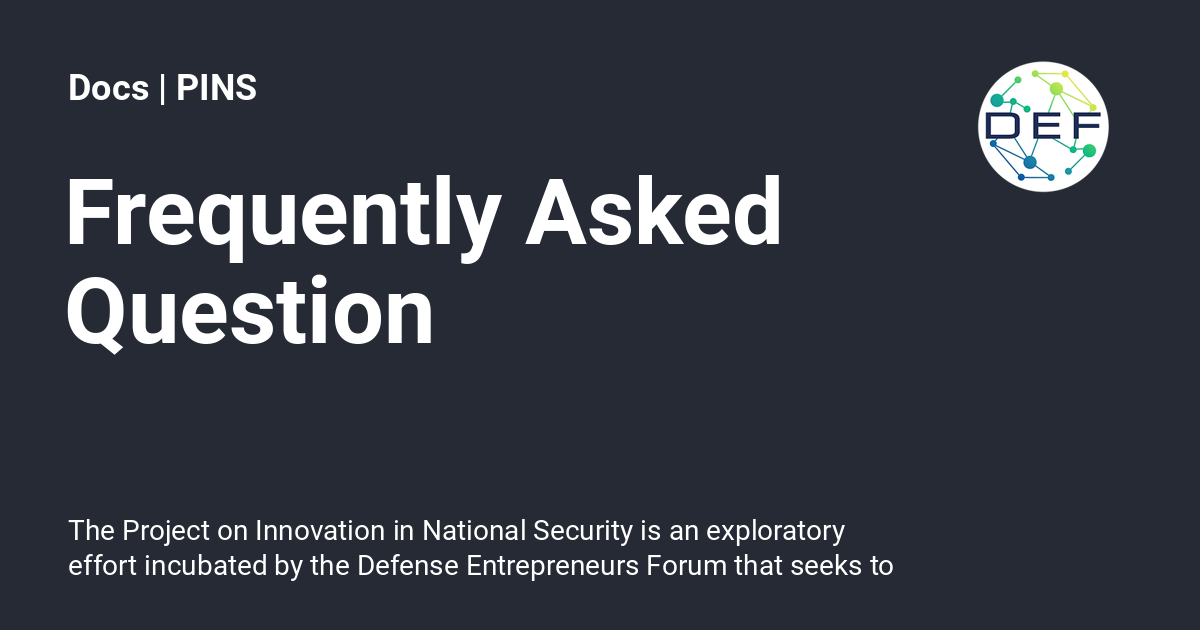 Docs | PINS
DEF
Frequently Asked
Question
The Project on Innovation in National Security is an exploratory
effort incubated by the Defense Entrepreneurs Forum that seeks to